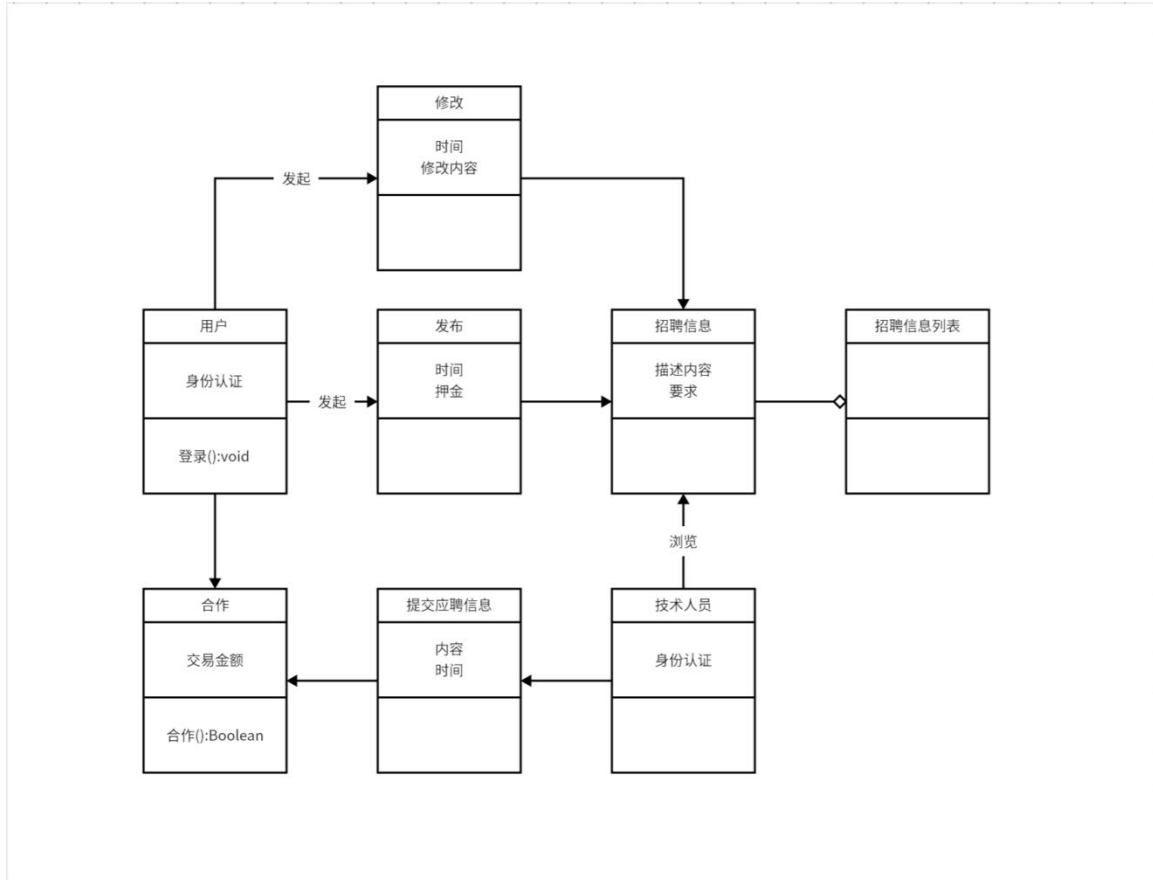 修改
时间
修改内容
发起
用户
身份认证
登录():void
发起
发布
时间
押金
招聘信息
描述内容
要求
招聘信息列表
浏览
合作
交易金额
合作():Boolean
提交应聘信息
内容
时间
技术人员
身份认证